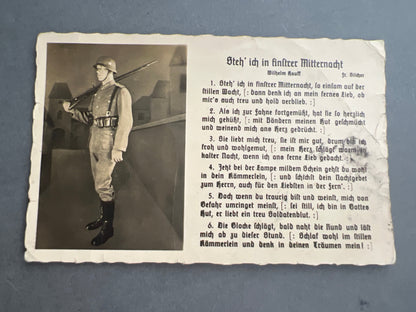 Steh' ich in finstrer Mitternacht
Wilhelm Hauff Fr. Silcher
1. Steh' ich in finstrer Mitternacht, so einsam auf der
stillen Wacht, [: dann denk ich an mein fernes Lieb, ob
mir's auch treu und hold verblieb. :]
2. Als ich zur Fahne fortgemüßt, hat sie so herzlich
mich geküßt, [: mit Bändern meinen Hut geschmückt
und weinend mich ans Herz gedrückt. :]
3. Sie liebt mich treu, sie ist mir gut, drum bin ich
froh und wohlgemut, [: mein Herz schlägt warm in
kalter Nacht, wenn ich ans ferne Lieb gedacht. :]
4. Jetzt bei der Lampe mildem Schein gehst du wohl
in dein Kämmerlein, [: und schickst dein Nachtgebet
zum Herrn, auch für den Liebsten in der Fern'. :]
5. Doch wenn du traurig bist und weinst, mich von
Gefahr umringet meinst, [: sei still, ich bin in Gottes
Hut, er liebt ein treu Soldatenblut. :]
6. Die Glocke schlägt, bald naht die Rund und löst
mich ab zu dieser Stund. [: Schlaf wohl im stillen
Kämmerlein und denk in deinen Träumen mein! :]